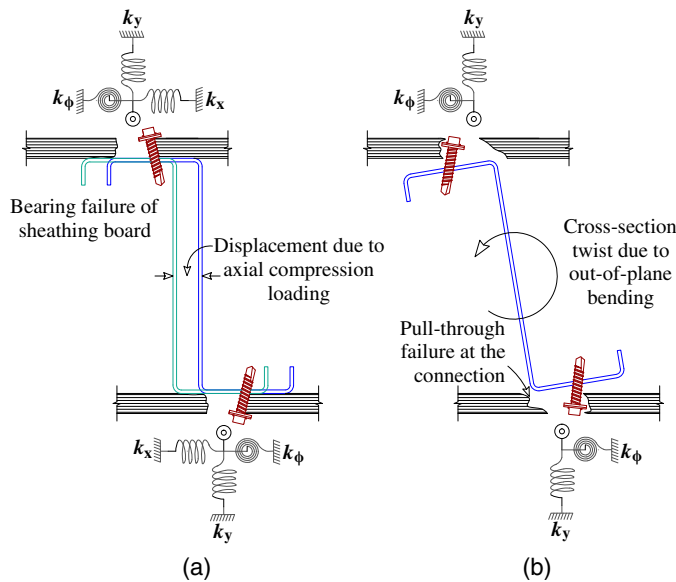 k_y
k_ϕ
k_x
Bearing failure of
sheathing board
Displacement due to
axial compression
loading
k_x
k_ϕ
k_y
(a)
k_y
k_ϕ
Cross-section
twist due to
out-of-plane
bending
Pull-through
failure at the
connection
k_ϕ
k_y
(b)